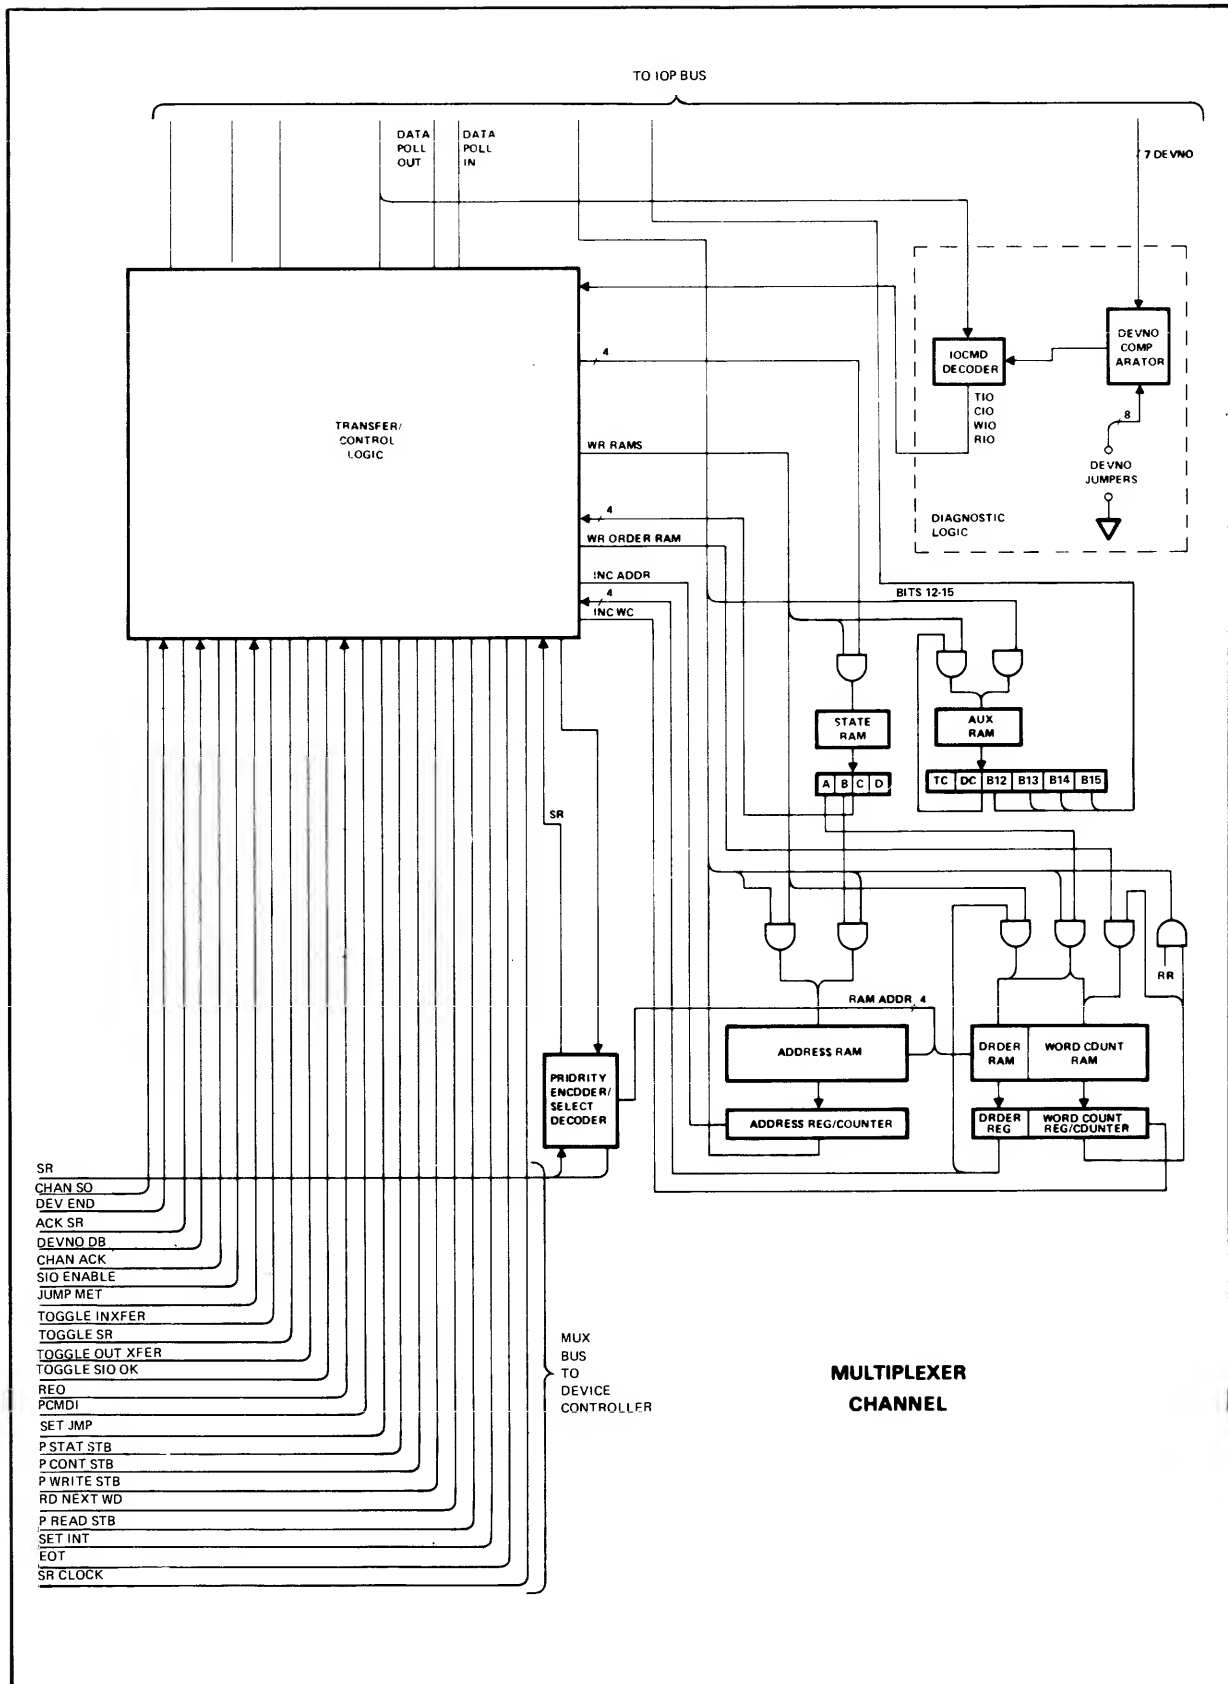 TO IOP BUS
DATA
POLL
OUT
DATA
POLL
IN
7 DEVNO
DEVNO
COMP
ARATOR
IOCMD
DECODER
TIO
CIO
WIO
RIO
8
DEVNO
JUMPERS
DIAGNOSTIC
LOGIC
TRANSFER/
CONTROL
LOGIC
4
WR RAMS
4
WR ORDER RAM
INC ADDR
4
INC WC
BITS 12-15
STATE
RAM
AUX
RAM
A B C D
TC DC B12 B13 B14 B15
SR
RR
RAM ADDR 4
ADDRESS RAM
DRDER
RAM
WORD CDUNT
RAM
PRIDRITY
ENCDDER/
SELECT
DECODER
ADDRESS REG/COUNTER
DRDER
REG
WORD COUNT
REG/CDUNTER
SR
CHAN SO
DEV END
ACK SR
DEVNO DB
CHAN ACK
SIO ENABLE
JUMP MET
TOGGLE INXFER
TOGGLE SR
TOGGLE OUT XFER
TOGGLE SIO OK
REO
PCMDI
SET JMP
P STAT STB
P CONT STB
P WRITE STB
RD NEXT WD
P READ STB
SET INT
EOT
SR CLOCK
MUX
BUS
TO
DEVICE
CONTROLLER
MULTIPLEXER
CHANNEL